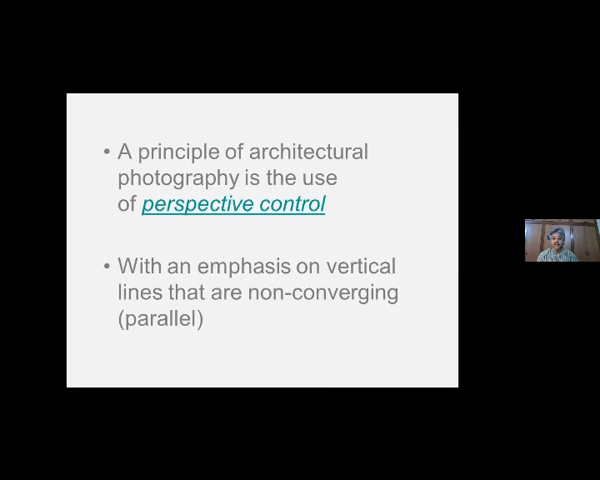 • A principle of architectural
photography is the use
of perspective control
• With an emphasis on vertical
lines that are non-converging
(parallel)